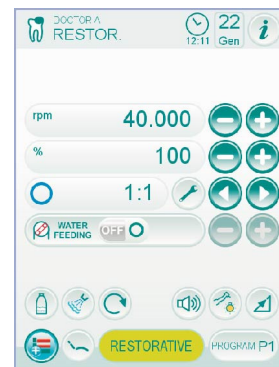 DOCTOR A
RESTOR.
12:11
22
Gen
i
rpm 40.000
% 100
1:1
WATER
FEEDING OFF
RESTORATIVE
PROGRAM P1